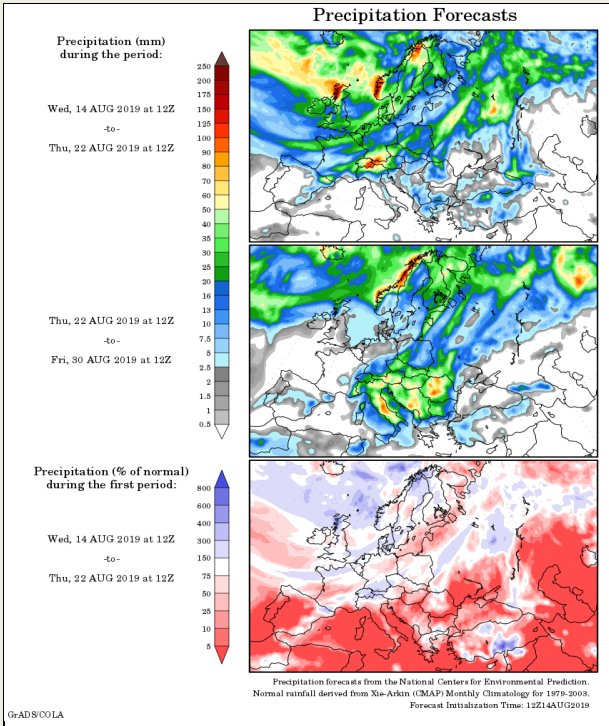 Precipitation Forecasts
Precipitation (mm)
during the period:
Wed, 14 AUG 2019 at 12Z
-to-
Thu, 22 AUG 2019 at 12Z
250
200
175
150
125
100
90
80
70
60
50
40
35
30
25
20
16
13
10
7.5
5
2.5
2
1.5
1
0.5
Thu, 22 AUG 2019 at 12Z
-to-
Fri, 30 AUG 2019 at 12Z
Precipitation (% of normal)
during the first period:
Wed, 14 AUG 2019 at 12Z
-to-
Thu, 22 AUG 2019 at 12Z
800
600
400
300
150
75
50
25
10
5
Precipitation forecasts from the National Centers for Environmental Prediction.
Normal rainfall derived from Xie-Arkin (CMAP) Monthly Climatology for 1979-2003.
Forecast Initialization Time: 12Z14AUG2019
GrADS/COLA